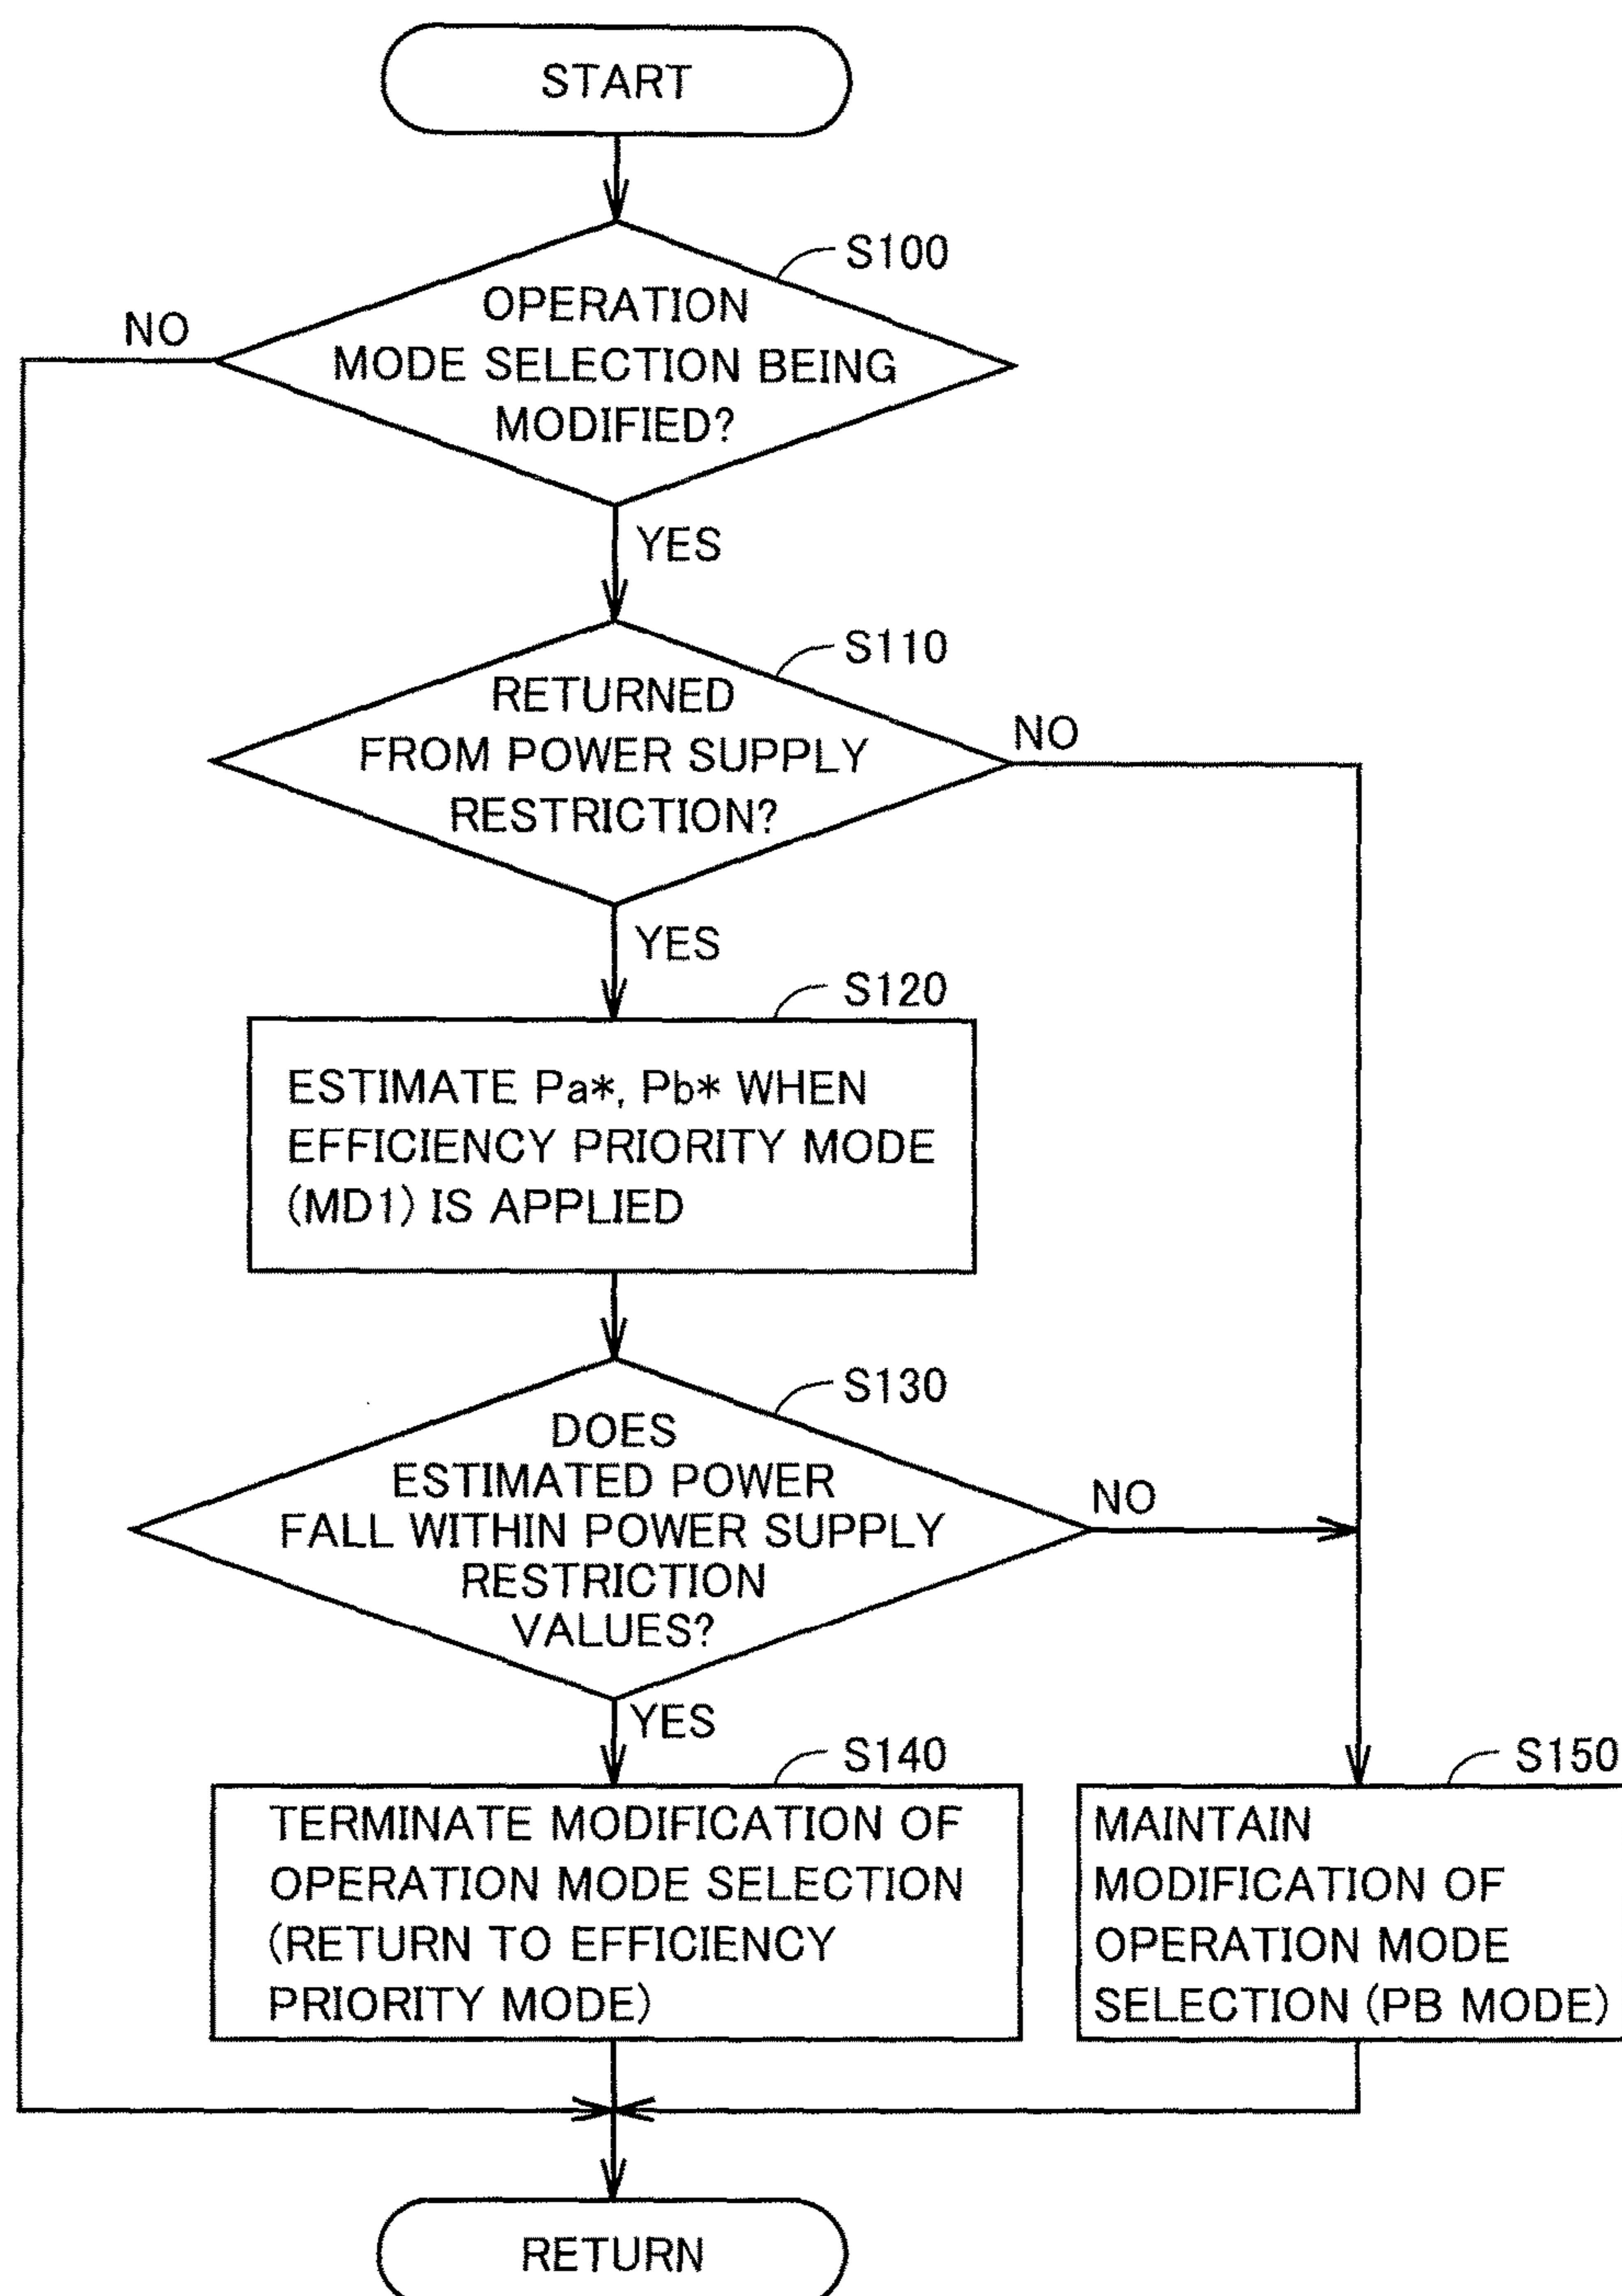 START
S100
OPERATION
MODE SELECTION BEING
MODIFIED?
NO
YES
S110
RETURNED
FROM POWER SUPPLY
RESTRICTION?
NO
YES
S120
ESTIMATE Pa*, Pb* WHEN
EFFICIENCY PRIORITY MODE
(MD1) IS APPLIED
S130
DOES
ESTIMATED POWER
FALL WITHIN POWER SUPPLY
RESTRICTION
VALUES?
NO
YES
S140
TERMINATE MODIFICATION OF
OPERATION MODE SELECTION
(RETURN TO EFFICIENCY
PRIORITY MODE)
S150
MAINTAIN
MODIFICATION OF
OPERATION MODE
SELECTION (PB MODE)
RETURN